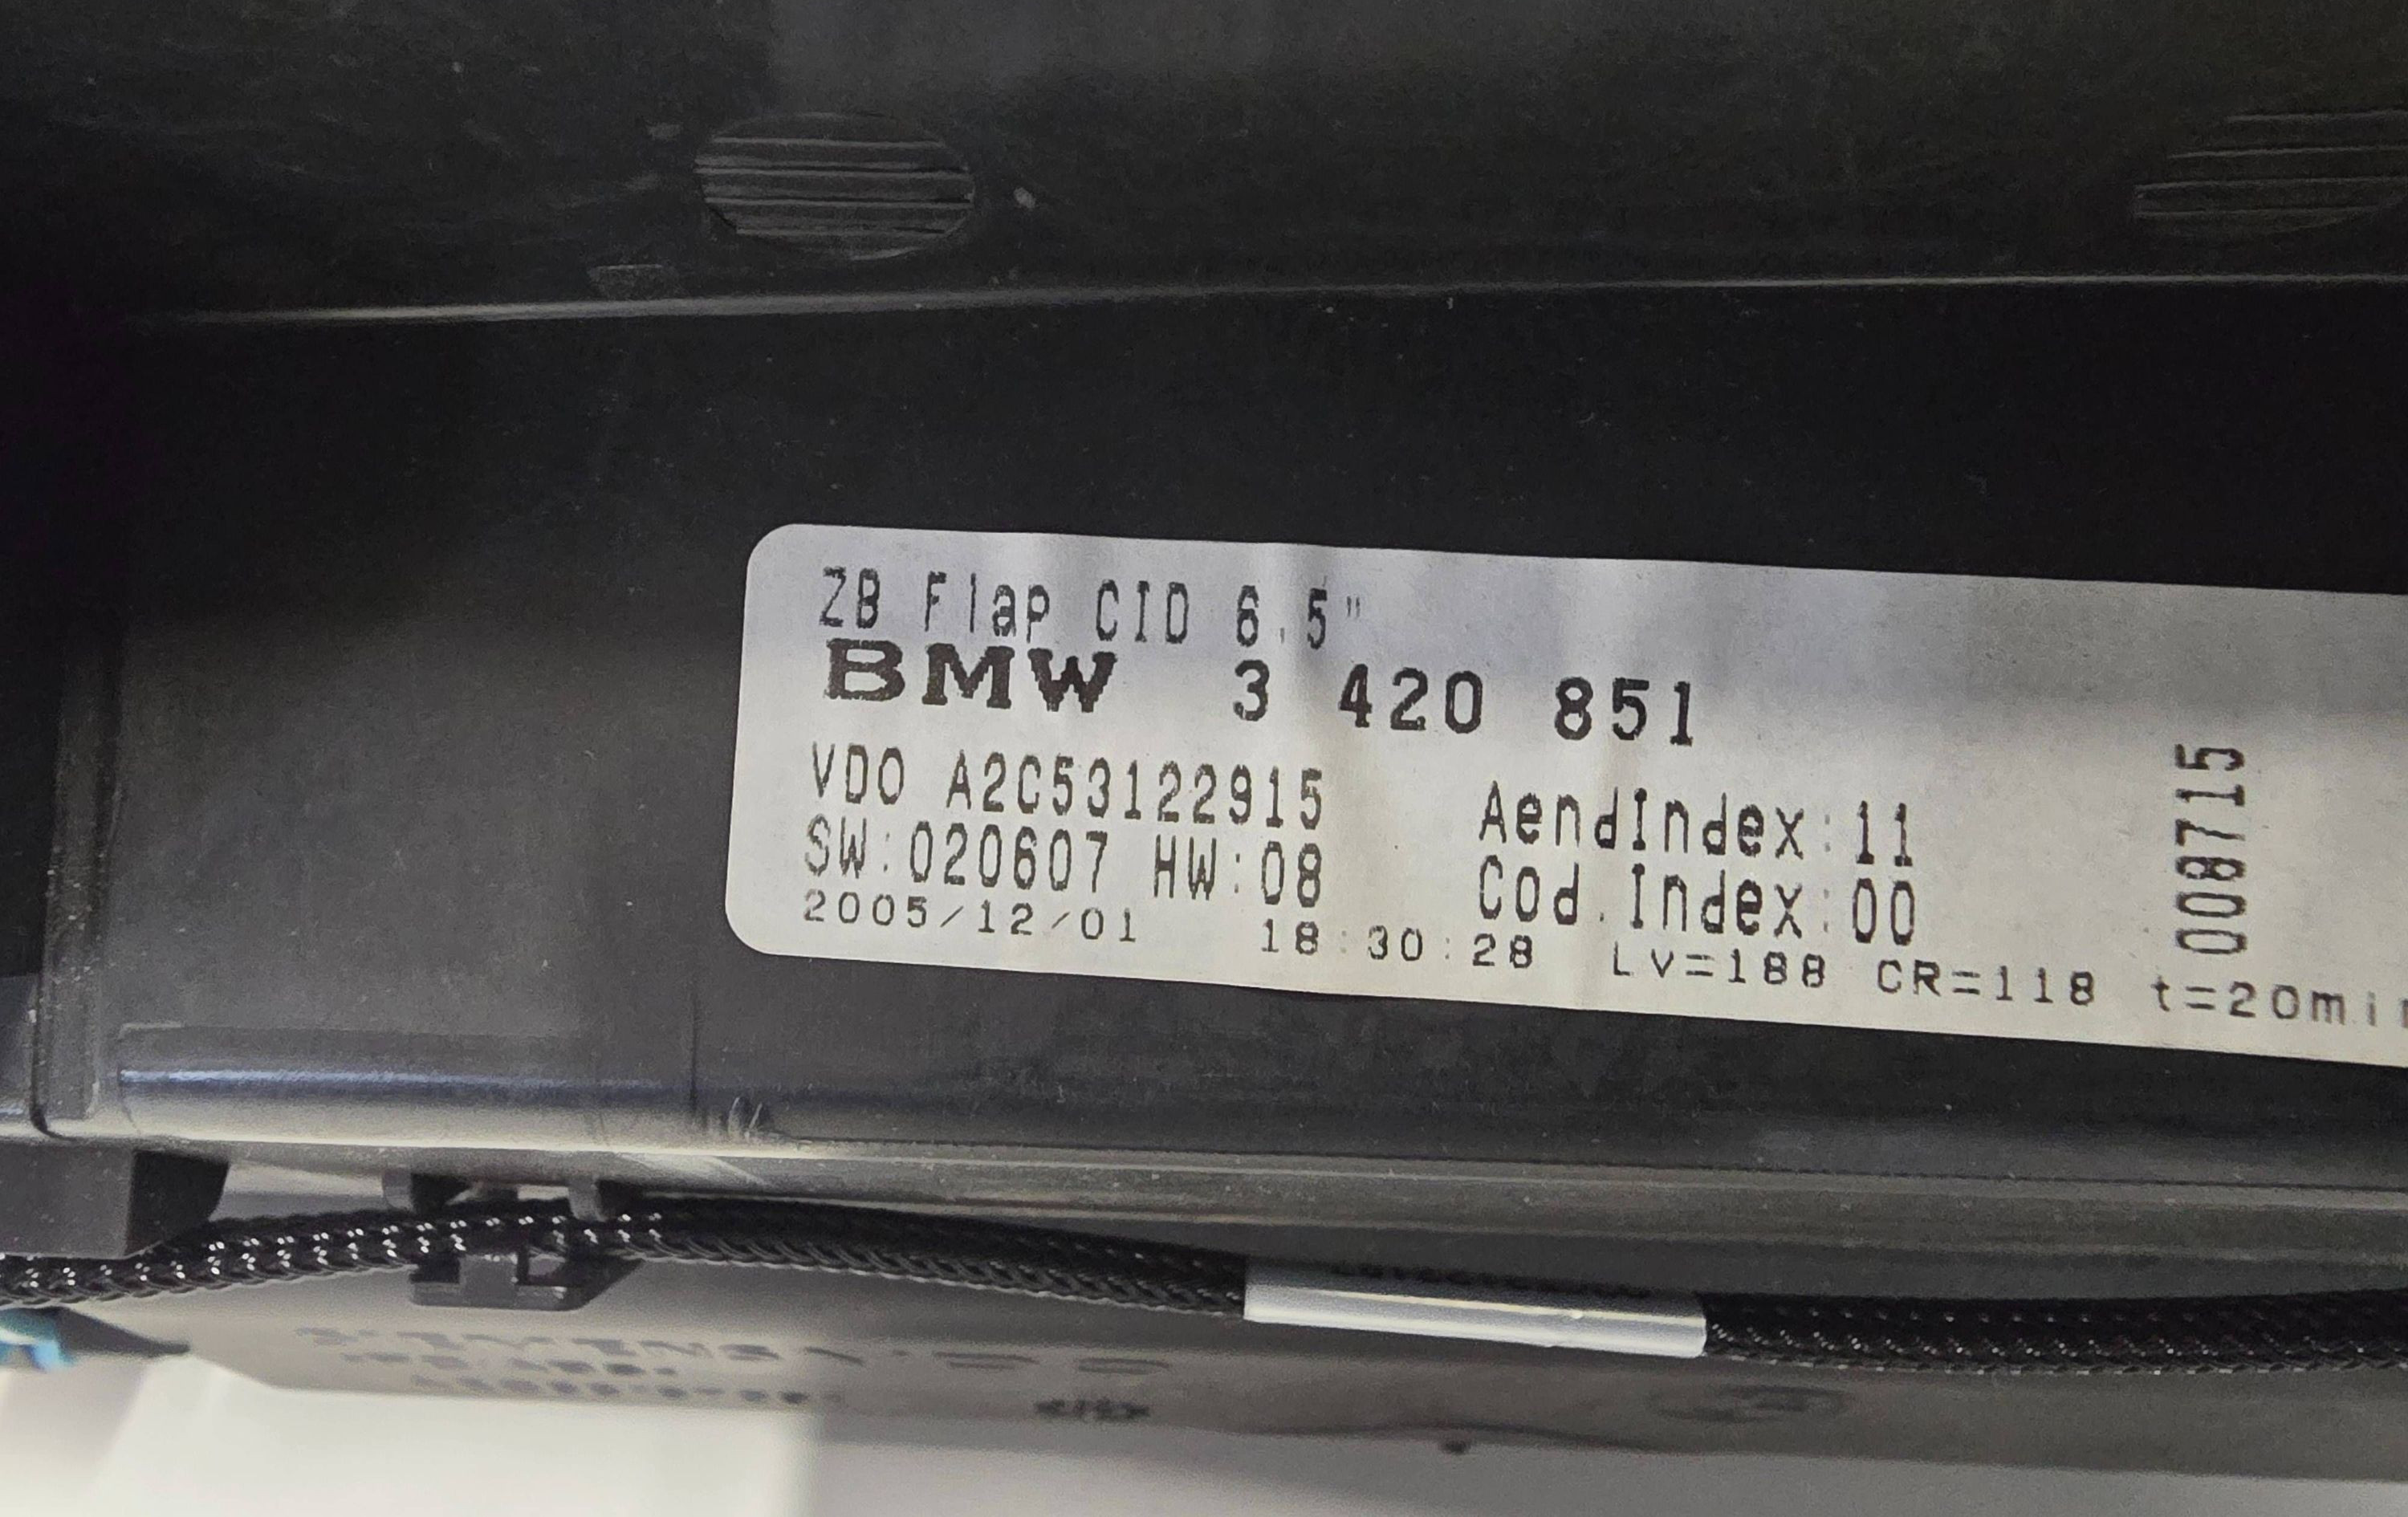 ZB Flap CID 6.5"
BMW 3 420 851
VDO A2C53122915 AendIndex:11
SW:020607 HW:08 Cod.Index:00
2005/12/01 18:30:28 Lv=188 CR=118
008715